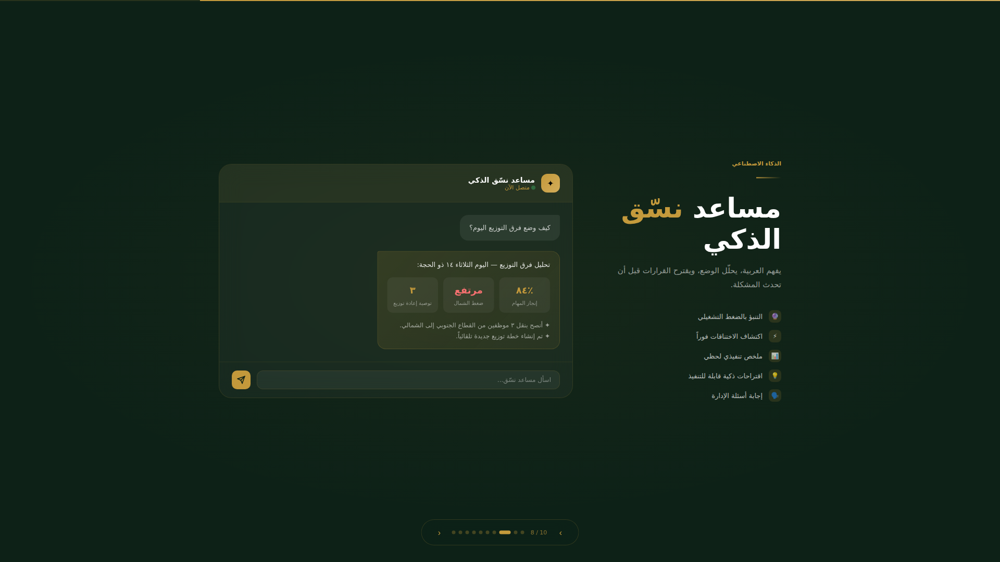 الذكاء الاصطناعي
مساعد نسّق
الذكي
يفهم العربية، يحلّل الوضع، ويقترح القرارات قبل أن
تحدث المشكلة.
التنبؤ بالضغط التشغيلي
اكتشاف الاختناقات فوراً
ملخص تنفيذي لحظي
اقتراحات ذكية قابلة للتنفيذ
إجابة أسئلة الإدارة
مساعد نسّق الذكي
متصل الآن
كيف وضع فرق التوزيع اليوم؟
تحليل فرق التوزيع — اليوم الثلاثاء ١٤ ذو الحجة:
٨٤٪
إنجاز المهام
مرتفع
ضغط الشمال
٣
توصية إعادة توزيع
✦ أنصح بنقل ٣ موظفين من القطاع الجنوبي إلى الشمالي.
✦ تم إنشاء خطة توزيع جديدة تلقائياً.
اسأل مساعد نسّق...
8 / 10